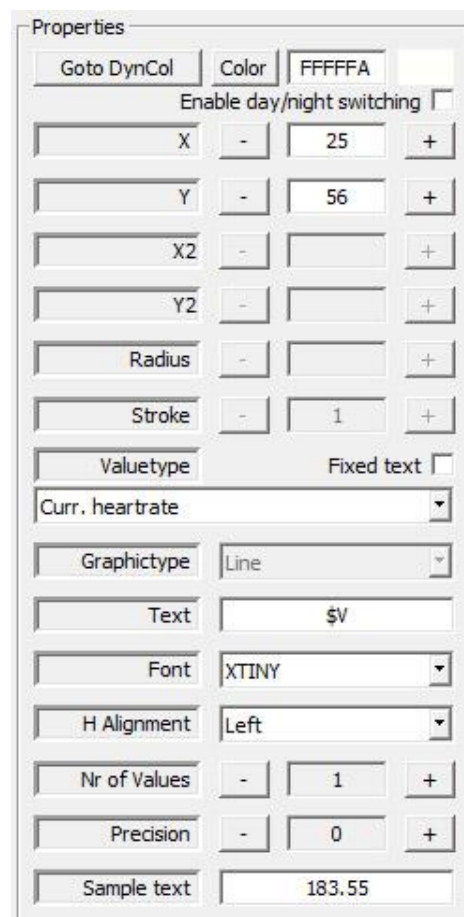 Properties
Goto DynCol Color FFFFFA
Enable day/night switching
X - 25 +
Y - 56 +
X2 - +
Y2 - +
Radius - +
Stroke - 1 +
Valuetype Fixed text
Curr. heartrate
Graphictype Line
Text $V
Font XTINY
H Alignment Left
Nr of Values - 1 +
Precision - 0 +
Sample text 183.55